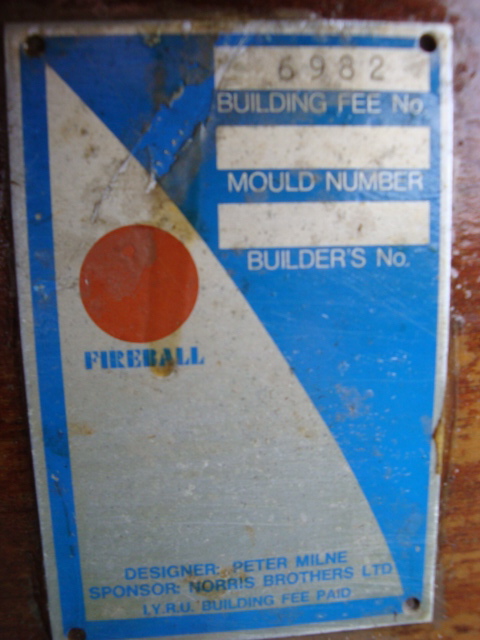 6982
BUILDING FEE No.
MOULD NUMBER
BUILDER'S No.
FIREBALL
DESIGNER: PETER MILNE
SPONSOR: NORRIS BROTHERS LTD
I.Y.R.U. BUILDING FEE PAID